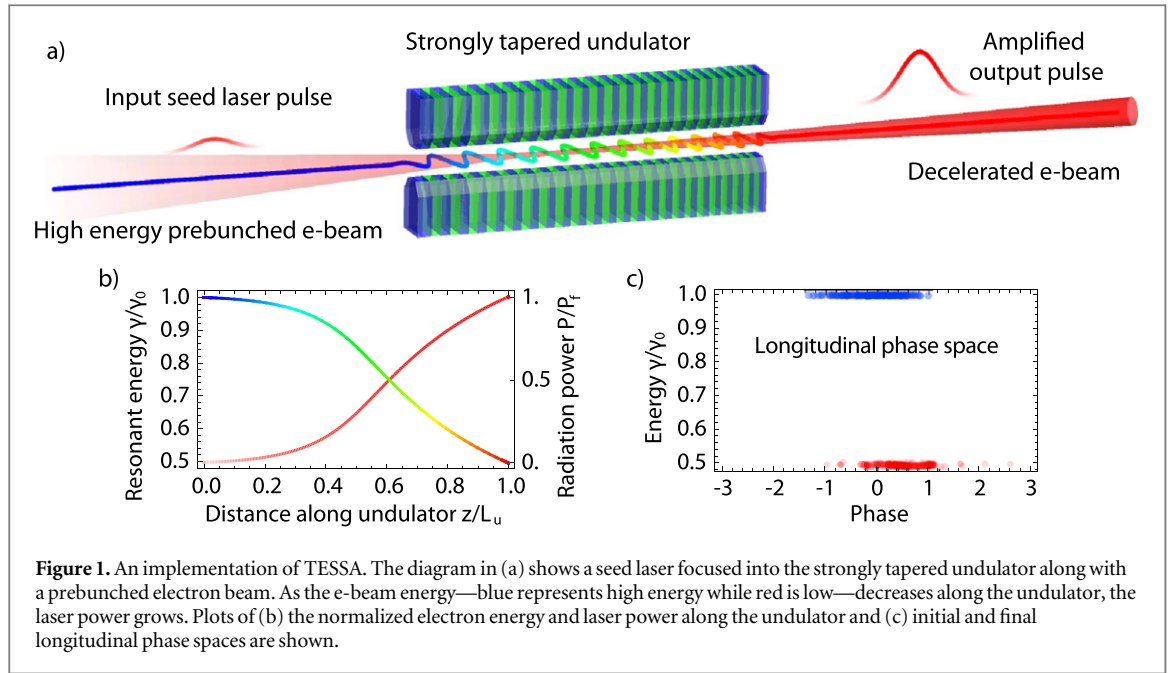 a)
Strongly tapered undulator
Amplified
output pulse
Input seed laser pulse
Decelerated e-beam
High energy prebunched e-beam
b)
Resonant energy γ/γ₀
1.0
0.9
0.8
0.7
0.6
0.5
0.0
0.2
0.4
0.6
0.8
1.0
Distance along undulator z/Lᵤ
1.
0.5
0.
Radiation power P/P_f
c)
Energy γ/γ₀
1.0
0.9
0.8
0.7
0.6
0.5
Longitudinal phase space
-3
-2
-1
0
1
2
3
Phase
Figure 1. An implementation of TESSA. The diagram in (a) shows a seed laser focused into the strongly tapered undulator along with
a prebunched electron beam. As the e-beam energy—blue represents high energy while red is low—decreases along the undulator, the
laser power grows. Plots of (b) the normalized electron energy and laser power along the undulator and (c) initial and final
longitudinal phase spaces are shown.